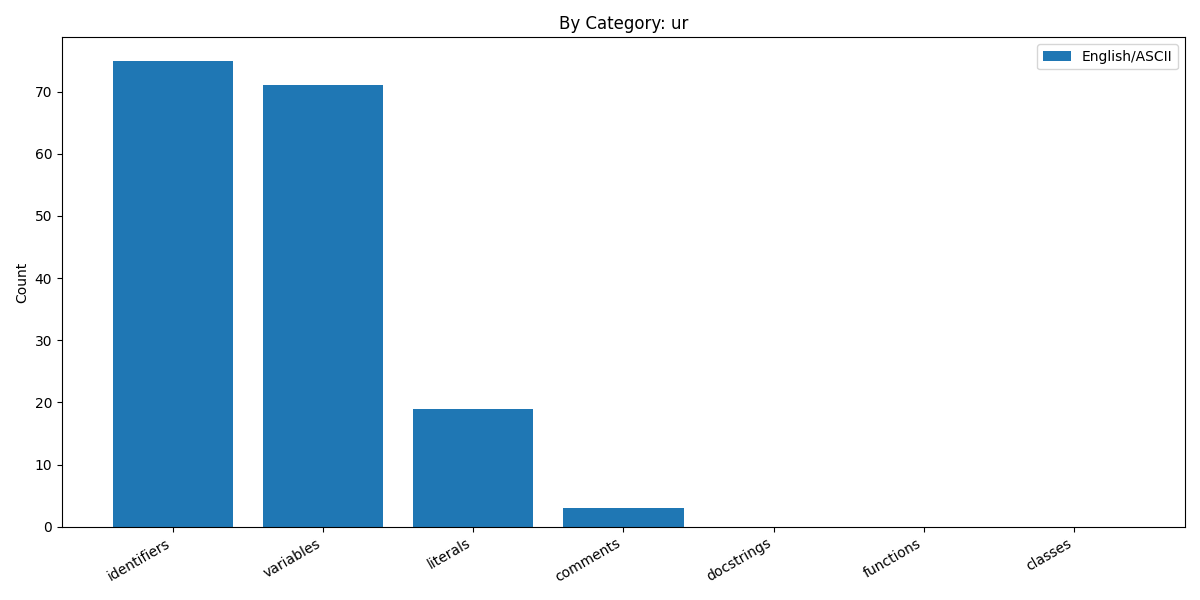 By Category: ur
English/ASCII
Count
70
60
50
40
30
20
10
0
identifiers
variables
literals
comments
docstrings
functions
classes